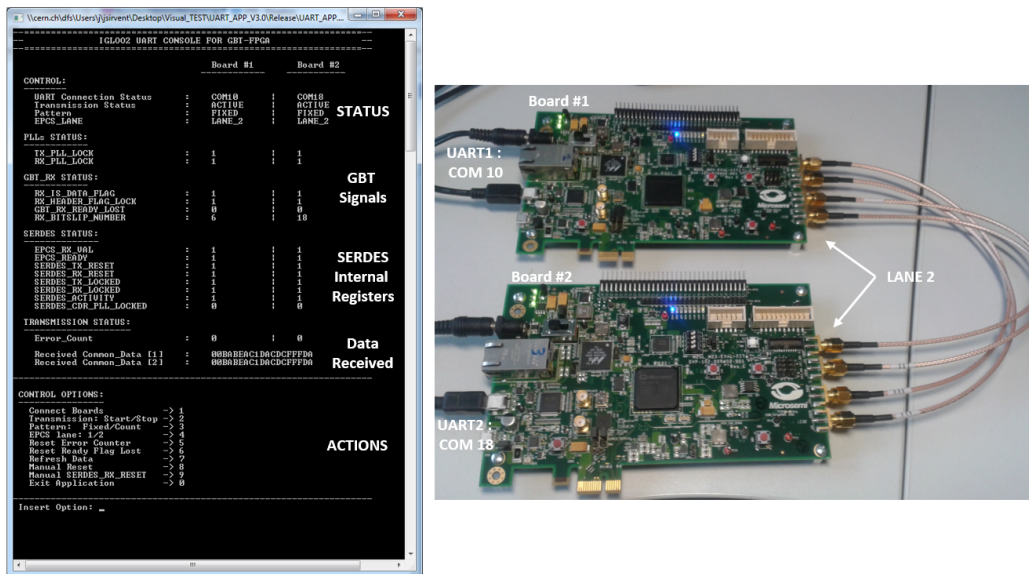 \\cern.ch\dfs\Users\j\jsirvent\Desktop\Visual_TEST\UART_APP_V3.0\Release\UART_APP....
IGLOO2 UART CONSOLE FOR GBT-FPGA
Board #1 Board #2
CONTROL:
UART Connection Status : COM10 | COM18
Transmission Status : ACTIVE | ACTIVE
Pattern : FIXED | FIXED
EPCS_LANE : LANE_2 | LANE_2
STATUS
PLLs STATUS:
TX_PLL_LOCK : 1 | 1
RX_PLL_LOCK : 1 | 1
GBT_RX STATUS:
RX_IS_DATA_FLAG : 1 | 1
RX_HEADER_FLAG_LOCK : 1 | 1
GBT_RX_READY_LOST : 0 | 0
RX_BITSLIP_NUMBER : 6 | 18
GBT
Signals
SERDES STATUS:
EPCS_RX_VAL : 1 | 1
EPCS_READY : 1 | 1
SERDES_TX_RESET : 1 | 1
SERDES_RX_RESET : 1 | 1
SERDES_TX_LOCKED : 1 | 1
SERDES_RX_LOCKED : 1 | 1
SERDES_ACTIVITY : 1 | 1
SERDES_CDR_PLL_LOCKED : 0 | 0
SERDES
Internal
Registers
TRANSMISSION STATUS:
Error_Count : 0 | 0
Received Common_Data [1] : 00BABEAC1DACDCFFFDA
Received Common_Data [2] : 00BABEAC1DACDCFFFDA
Data
Received
CONTROL OPTIONS:
Connect Boards -> 1
Transmission: Start/Stop -> 2
Pattern: Fixed/Count -> 3
EPCS lane: 1/2 -> 4
Reset Error Counter -> 5
Reset Ready Flag Lost -> 6
Refresh Data -> 7
Manual Reset -> 8
Manual SERDES_RX_RESET -> 9
Exit Application -> 0
ACTIONS
Insert Option: _
Board #1
UART1 :
COM 10
Microsemi
Board #2
LANE 2
UART2 :
COM 18
Microsemi